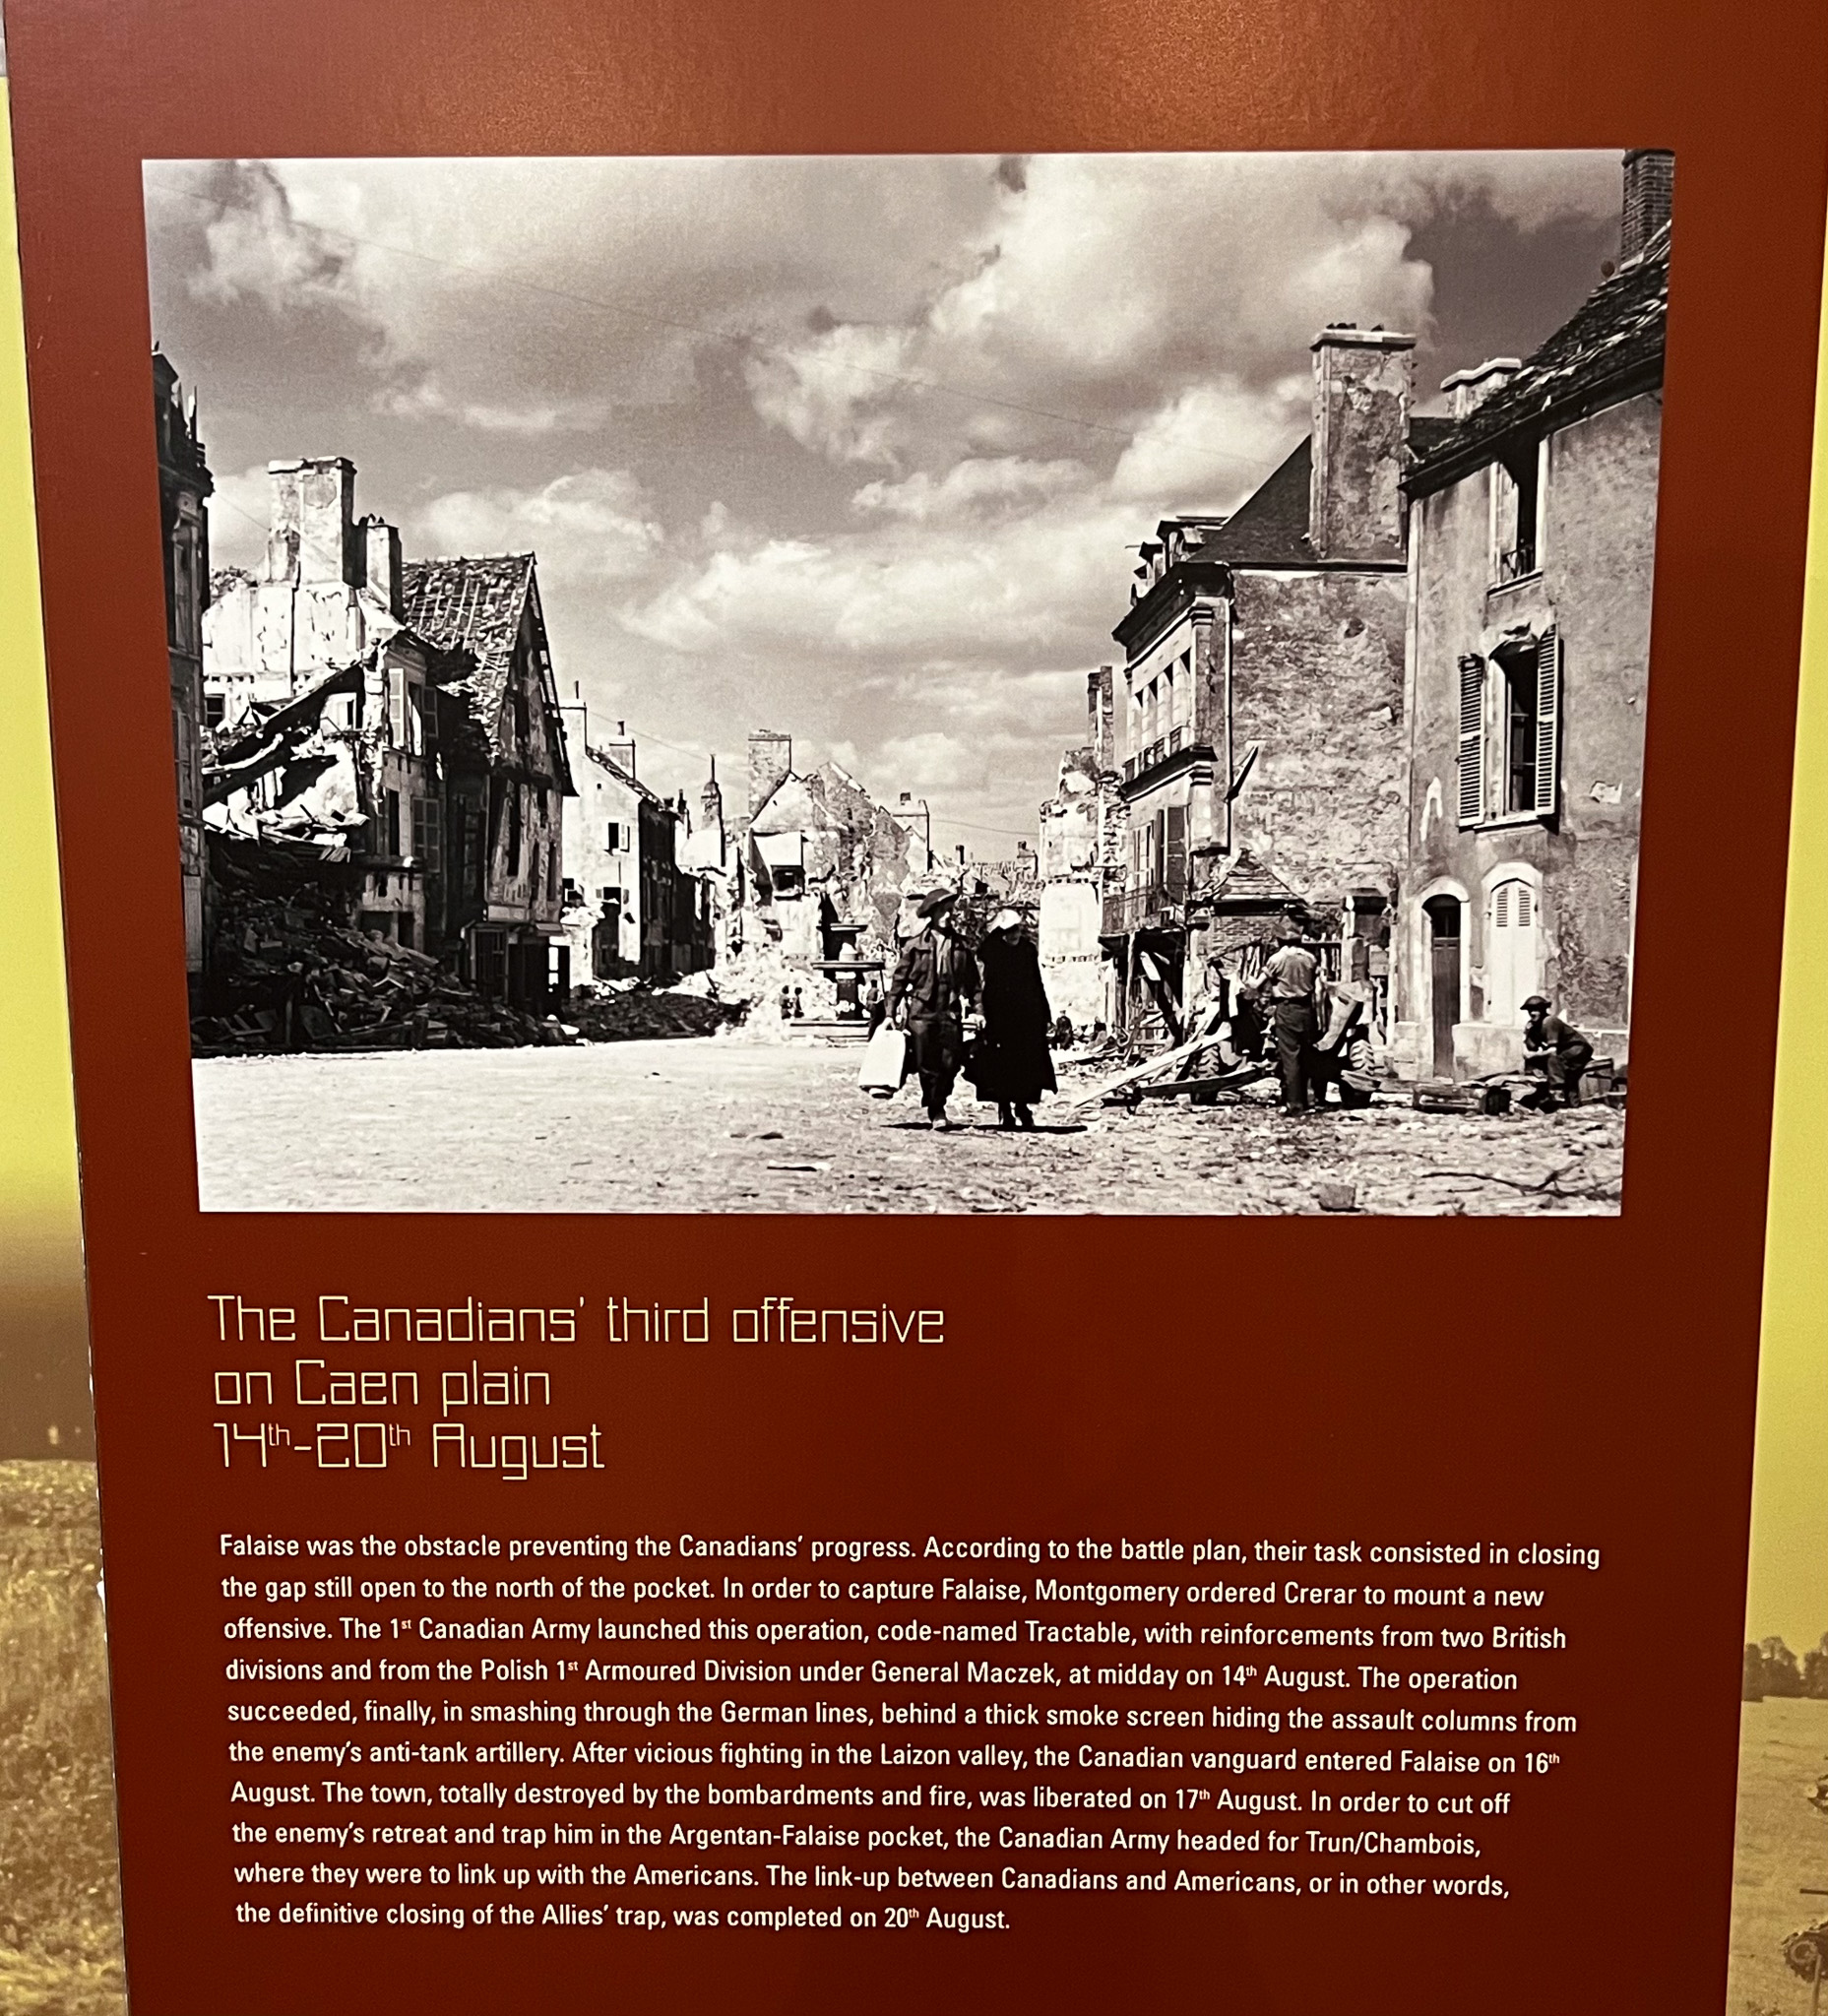 The Canadians' third offensive
on Caen plain
14th-20th August
Falaise was the obstacle preventing the Canadians' progress. According to the battle plan, their task consisted in closing
the gap still open to the north of the pocket. In order to capture Falaise, Montgomery ordered Crerar to mount a new
offensive. The 1st Canadian Army launched this operation, code-named Tractable, with reinforcements from two British
divisions and from the Polish 1st Armoured Division under General Maczek, at midday on 14th August. The operation
succeeded, finally, in smashing through the German lines, behind a thick smoke screen hiding the assault columns from
the enemy's anti-tank artillery. After vicious fighting in the Laizon valley, the Canadian vanguard entered Falaise on 16th
August. The town, totally destroyed by the bombardments and fire, was liberated on 17th August. In order to cut off
the enemy's retreat and trap him in the Argentan-Falaise pocket, the Canadian Army headed for Trun/Chambois,
where they were to link up with the Americans. The link-up between Canadians and Americans, or in other words,
the definitive closing of the Allies' trap, was completed on 20th August.